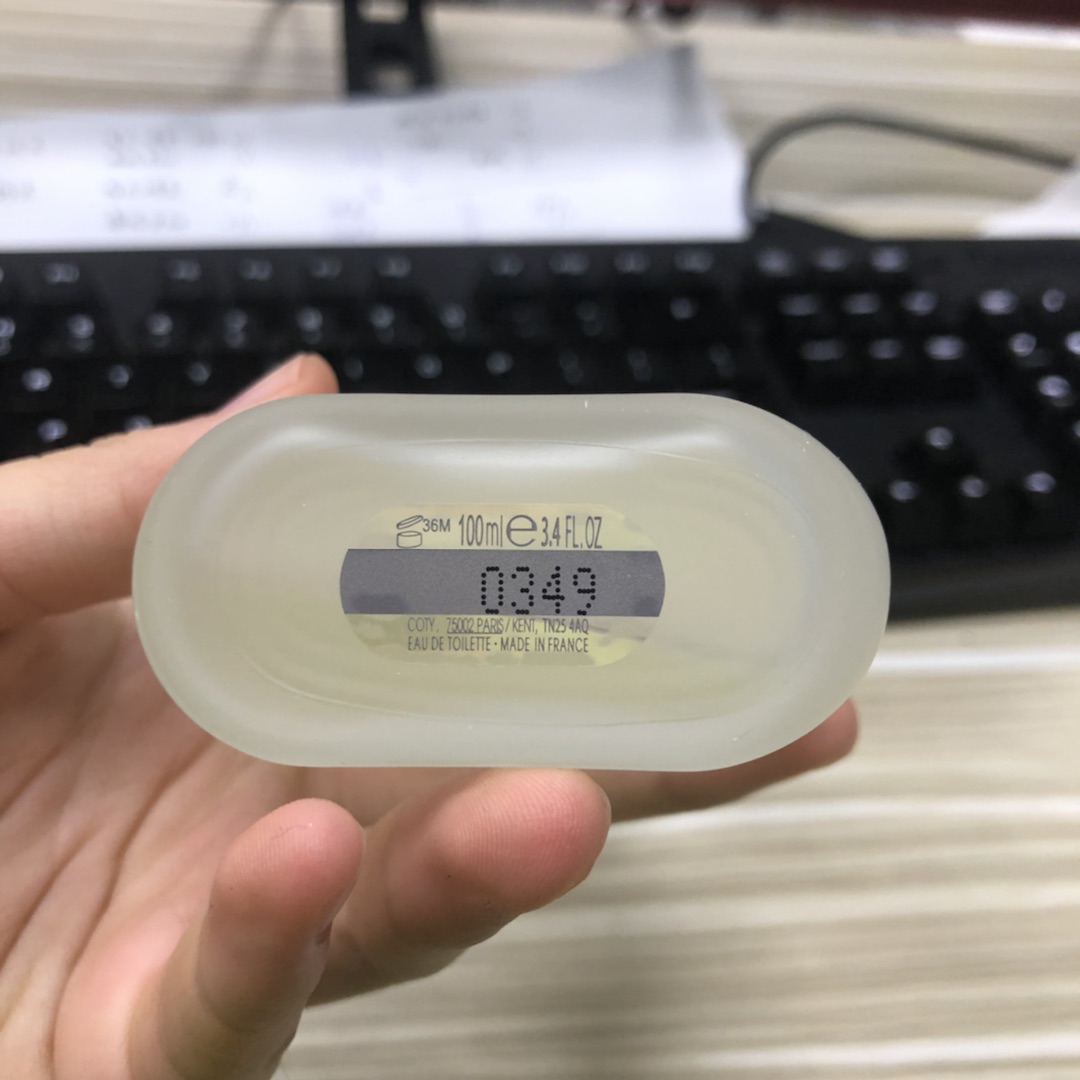 36M 100ml e 3.4 FL.OZ
0349
COTY, 75002 PARIS/KENT, TN25 4AQ
EAU DE TOILETTE • MADE IN FRANCE